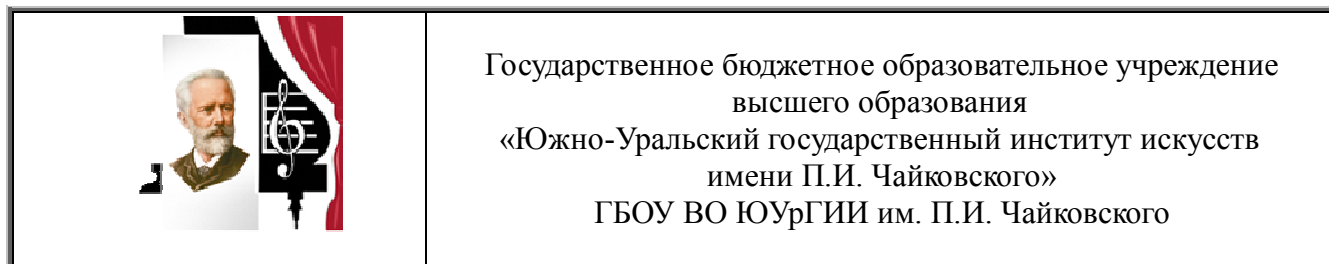 Государственное бюджетное образовательное учреждение
высшего образования
«Южно-Уральский государственный институт искусств
имени П.И. Чайковского»
ГБОУ ВО ЮУрГИИ им. П.И. Чайковского